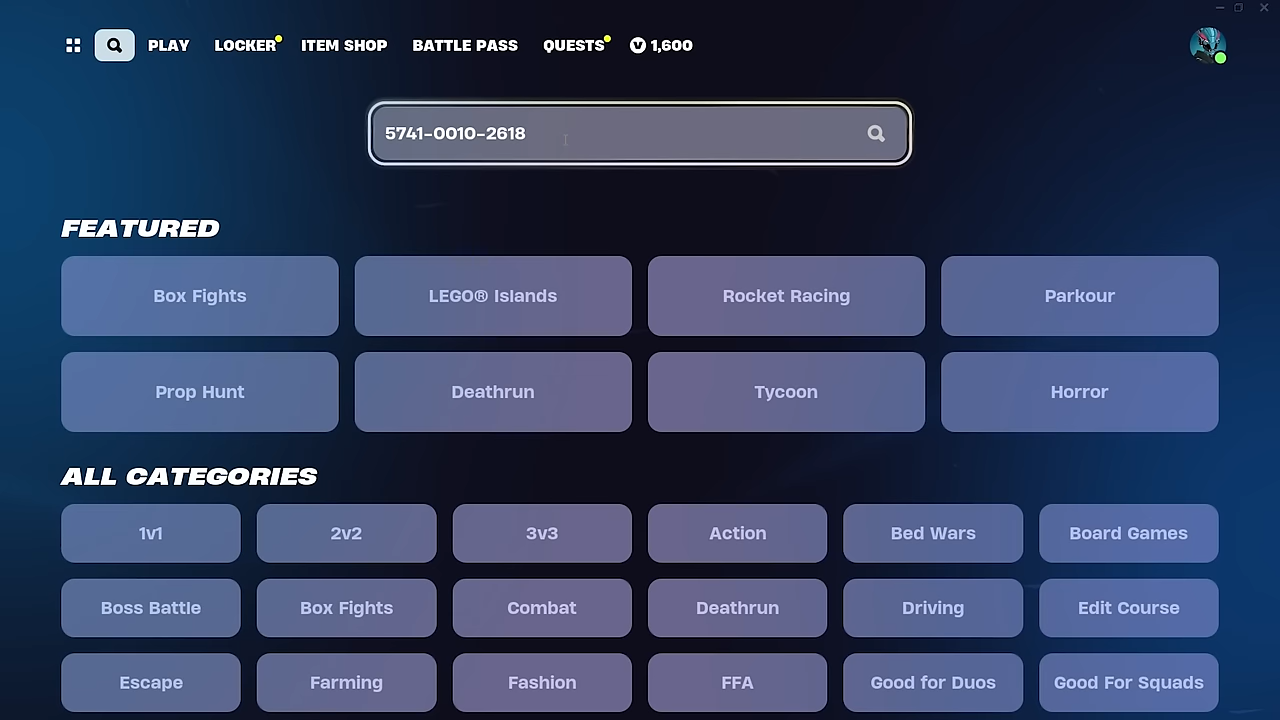 PLAY LOCKER ITEM SHOP BATTLE PASS QUESTS V 1,600
5741-0010-2618
FEATURED
Box Fights LEGO® Islands Rocket Racing Parkour
Prop Hunt Deathrun Tycoon Horror
ALL CATEGORIES
1v1 2v2 3v3 Action Bed Wars Board Games
Boss Battle Box Fights Combat Deathrun Driving Edit Course
Escape Farming Fashion FFA Good for Duos Good For Squads